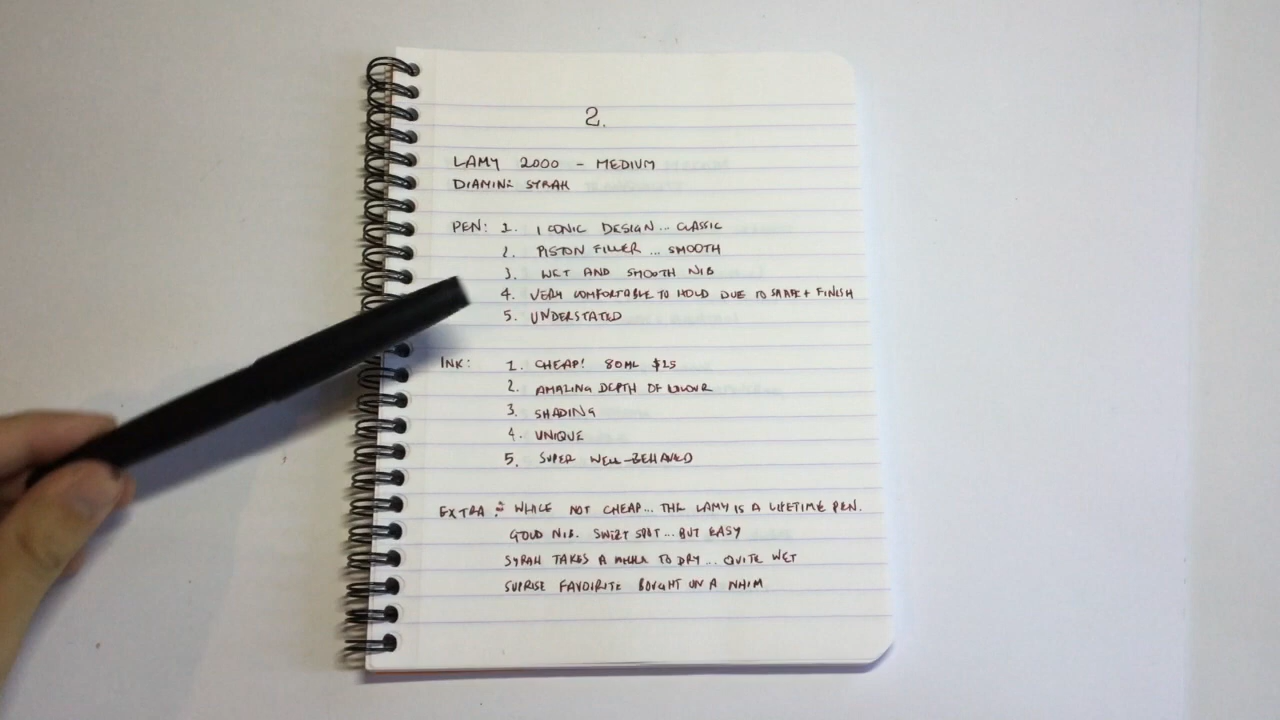 2.
LAMY 2000 - MEDIUM
DIAMINE SYRAH
PEN: 1. ICONIC DESIGN... CLASSIC
2. PISTON FILLER ... SMOOTH
3. WET AND SMOOTH NIB
4. VERY COMFORTABLE TO HOLD DUE TO SHAPE + FINISH
5. UNDERSTATED
INK: 1. CHEAP! 80ML $15
2. AMAZING DEPTH OF COLOUR
3. SHADING
4. UNIQUE
5. SUPER WELL-BEHAVED
EXTRA: WHILE NOT CHEAP... THE LAMY IS A LIFETIME PEN.
GOOD NIB. SWEET SPOT... BUT EASY
SYRAH TAKES A WHILE TO DRY... QUITE WET
SUPRISE FAVOIRITE BOUGHT ON A WHIM